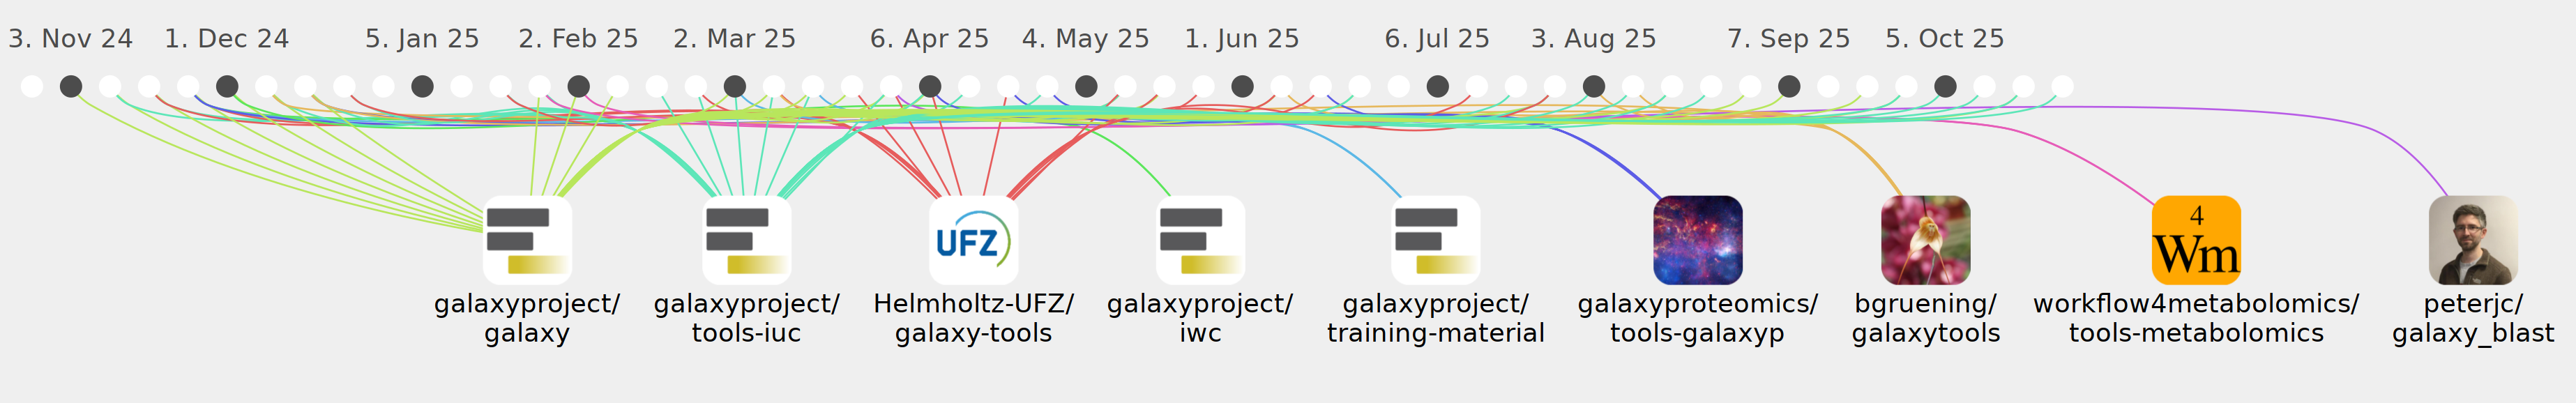 3. Nov 24 1. Dec 24 5. Jan 25 2. Feb 25 2. Mar 25 6. Apr 25 4. May 25 1. Jun 25 6. Jul 25 3. Aug 25 7. Sep 25 5. Oct 25
UFZ
4
Wm
galaxyproject/ galaxyproject/ Helmholtz-UFZ/ galaxyproject/ galaxyproject/ galaxyproteomics/ bgruening/ workflow4metabolomics/ peterjc/
galaxy tools-iuc galaxy-tools iwc training-material tools-galaxyp galaxytools tools-metabolomics galaxy_blast